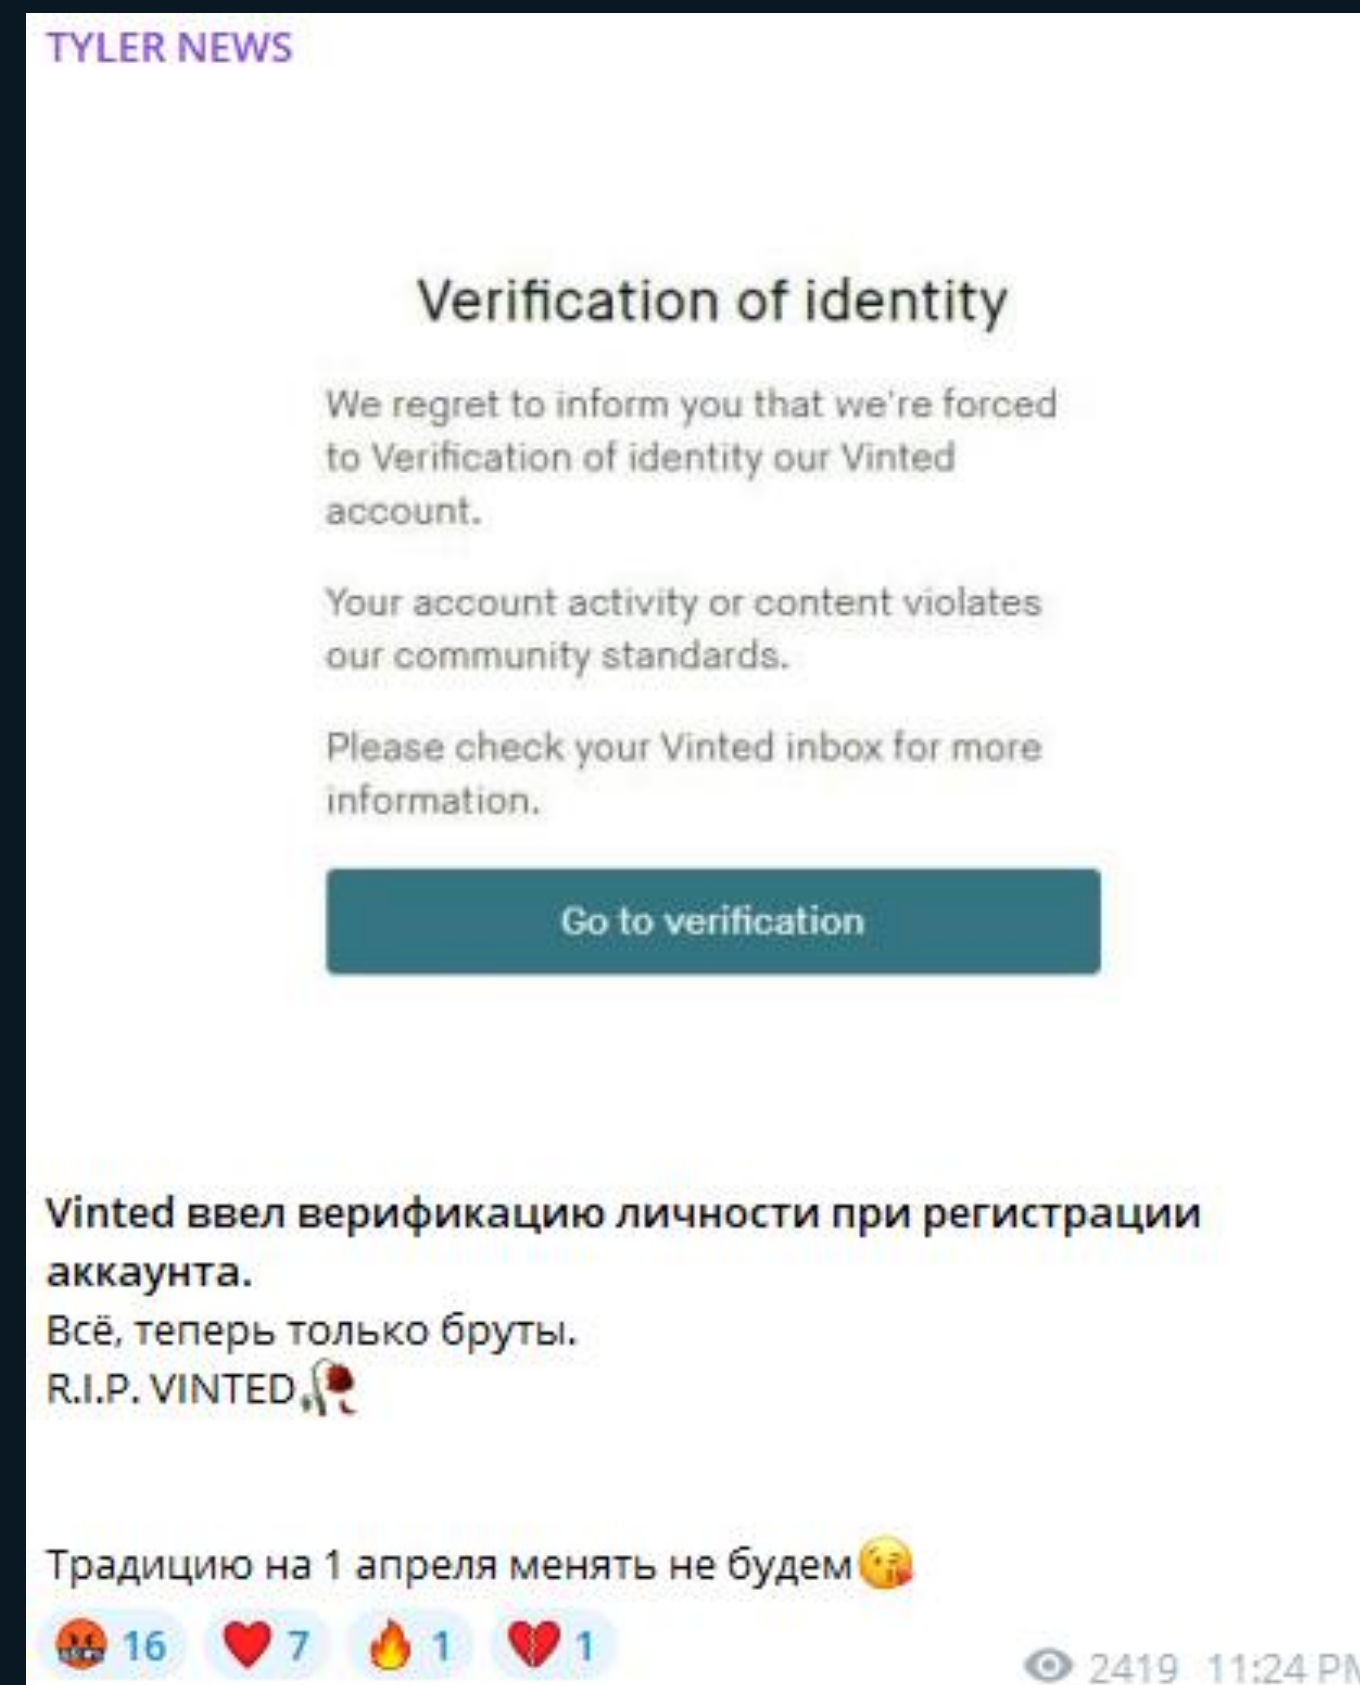 TYLER NEWS
Verification of identity
We regret to inform you that we're forced
to Verification of identity our Vinted
account.
Your account activity or content violates
our community standards.
Please check your Vinted inbox for more
information.
Go to verification
Vinted ввел верификацию личности при регистрации
аккаунта.
Всё, теперь только бруты.
R.I.P. VINTED🥀
Традицию на 1 апреля менять не будем😘
🤬 16 ❤️ 7 🔥 1 💔 1
2419 11:24 PM